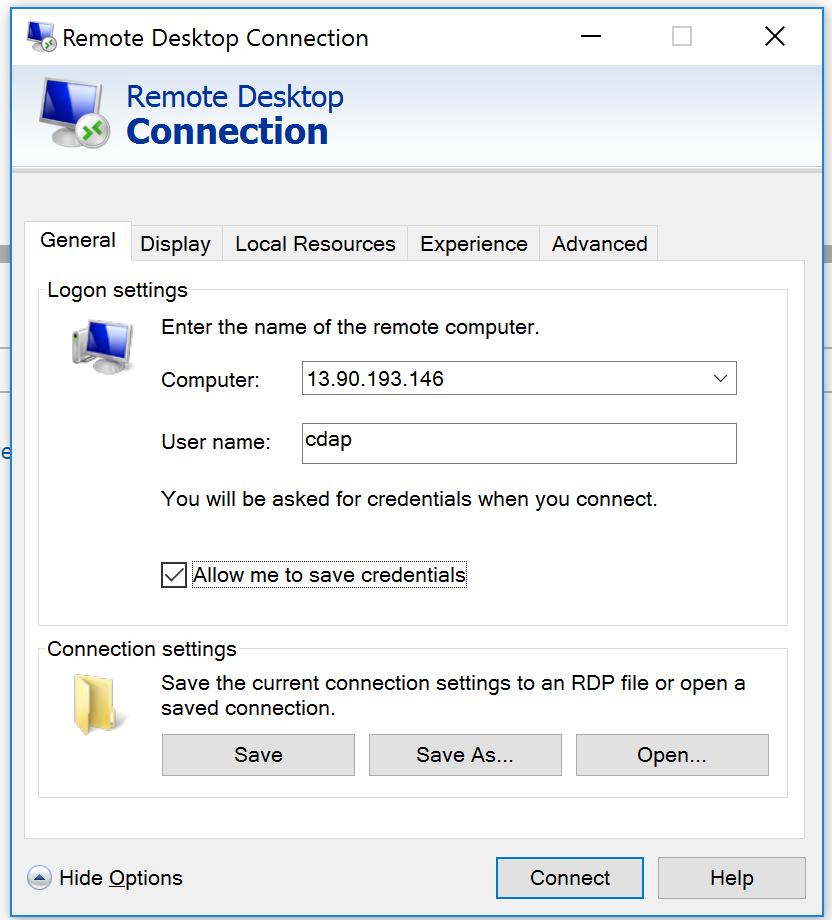 Remote Desktop Connection
Remote Desktop
Connection
General
Display
Local Resources
Experience
Advanced
Logon settings
Enter the name of the remote computer.
Computer:
13.90.193.146
User name:
cdap
You will be asked for credentials when you connect.
Allow me to save credentials
Connection settings
Save the current connection settings to an RDP file or open a
saved connection.
Save
Save As...
Open...
Hide Options
Connect
Help